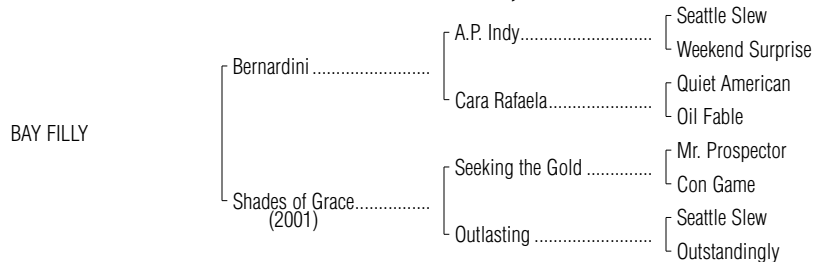 Seattle Slew
A.P. Indy
Weekend Surprise
Bernardini
Quiet American
Cara Rafaela
Oil Fable
BAY FILLY
Mr. Prospector
Seeking the Gold
Con Game
Shades of Grace
(2001)
Seattle Slew
Outlasting
Outstandingly